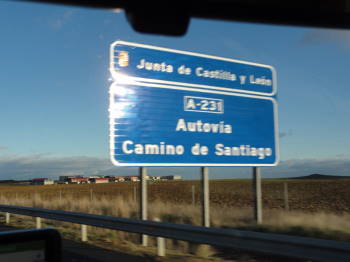 Junta de Castilla y León
A-231
Autovía
Camino de Santiago